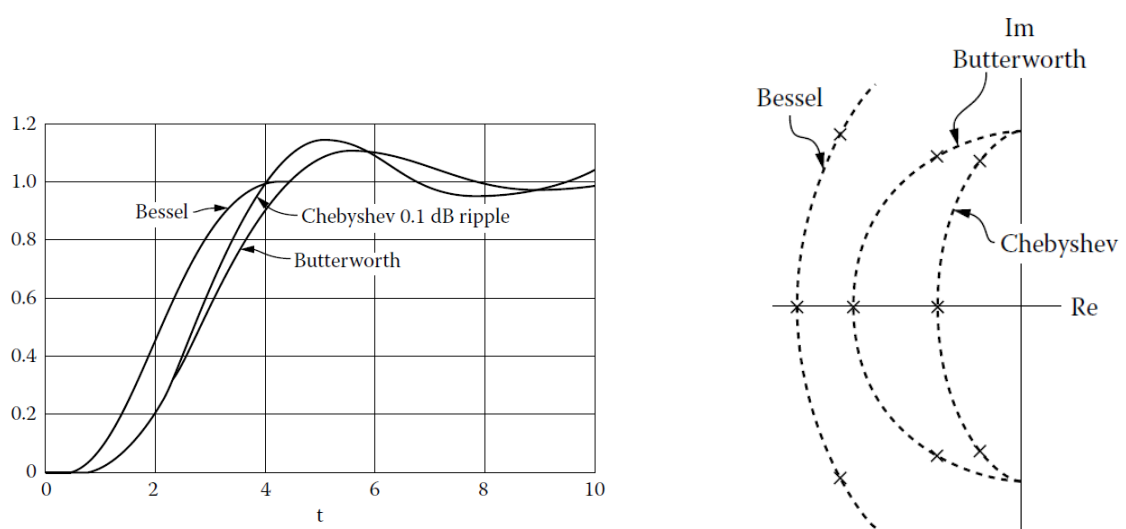 1.2
1.0
0.8
0.6
0.4
0.2
0
Bessel
Chebyshev 0.1 dB ripple
Butterworth
0
2
4
6
8
10
t
Im
Butterworth
Bessel
Chebyshev
Re